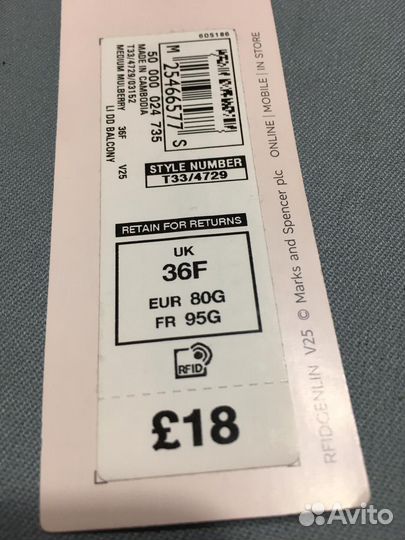 605186
M 25466577 S
50 000 024 735
MADE IN CAMBODIA
T33/4729/03152
MEDIUM MULBERRY 36F V25
LI DD BALCONY
STYLE NUMBER
T33/4729
RETAIN FOR RETURNS
UK
36F
EUR 80G
FR 95G
RFID
£18
RFIDGENLIN V25 © Marks and Spencer plc ONLINE | MOBILE | IN STORE
Avito